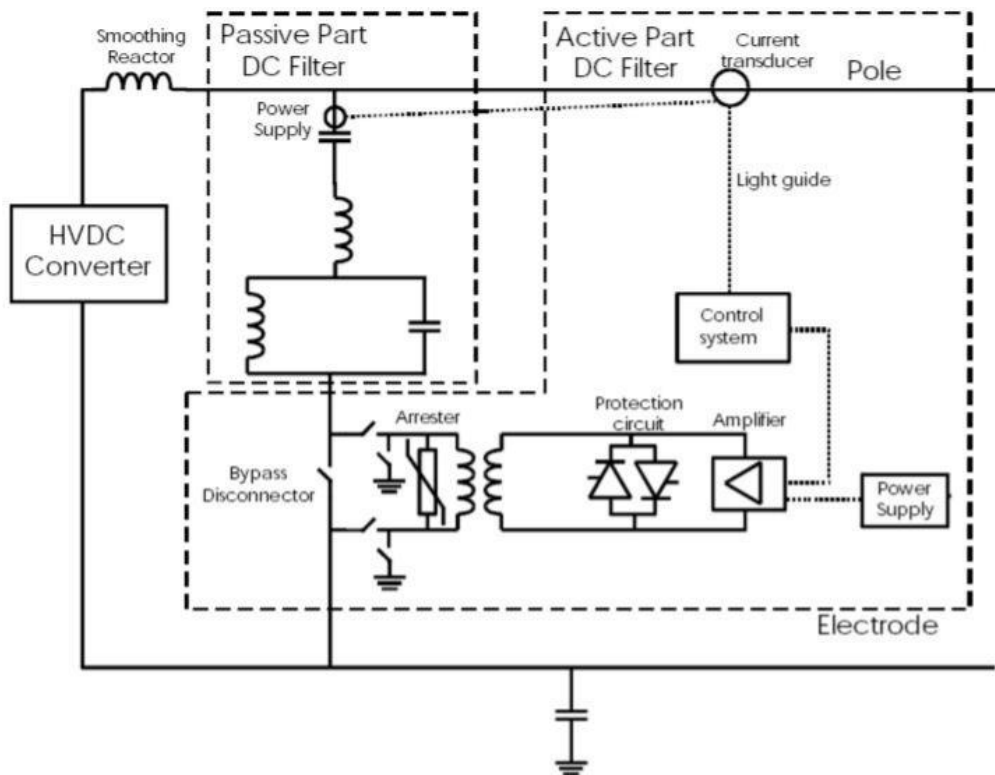 Smoothing
Reactor
Passive Part
DC Filter
Active Part
DC Filter
Current
transducer
Pole
Power
Supply
Light guide
HVDC
Converter
Control
system
Arrester
Protection
circuit
Amplifier
Bypass
Disconnector
Power
Supply
Electrode